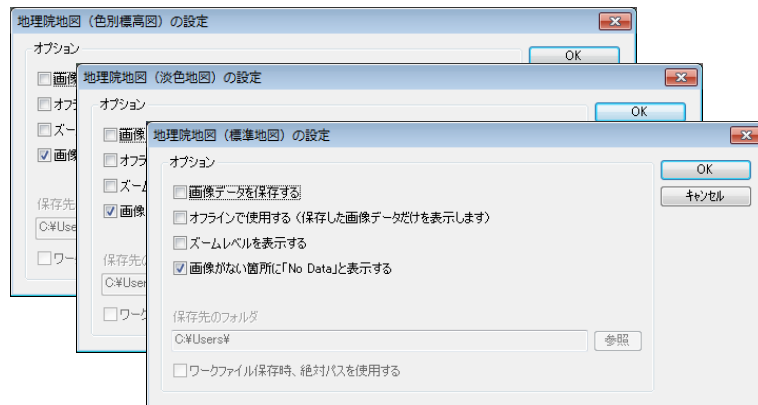 地理院地図（色別標高図）の設定
オプション
OK
画像
オフ
ズー
画像
保存先
C:¥Use
ワー
地理院地図（淡色地図）の設定
オプション
OK
画像
オフラ
ズーム
画像
保存先の
C:¥User
ワーク
地理院地図（標準地図）の設定
オプション
OK
キャンセル
画像データを保存する
オフラインで使用する（保存した画像データだけを表示します）
ズームレベルを表示する
画像がない箇所に「No Data」と表示する
保存先のフォルダ
C:¥Users¥
参照
ワークファイル保存時、絶対パスを使用する